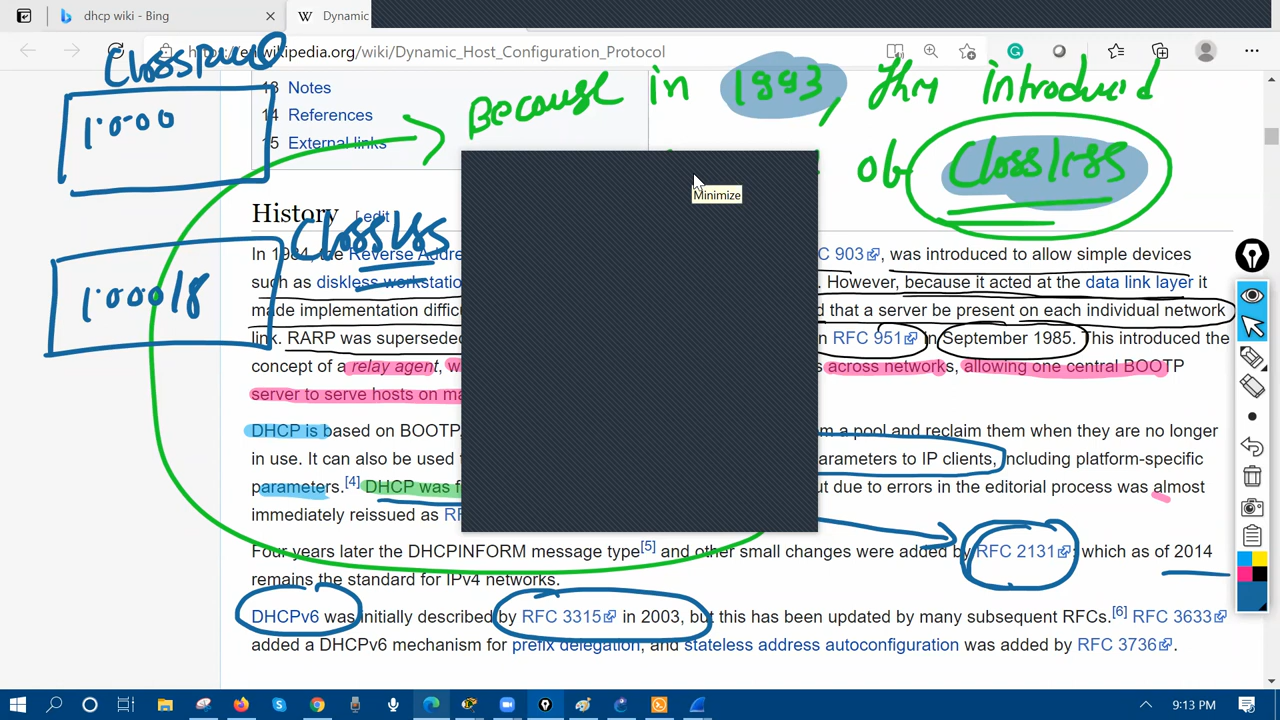 dhcp wiki - Bing
Dynamic
https://en.wikipedia.org/wiki/Dynamic_Host_Configuration_Protocol
Because in 1993, they introduced
Classless
1.0.0.0
Classless
1.0.0.0/8
13 Notes
14 References
15 External links
Minimize
History [ edit
In 1984, the Reverse Addre
C 903, was introduced to allow simple devices
such as diskless workstatio
. However, because it acted at the data link layer it
made implementation difficu
d that a server be present on each individual network
link. RARP was superseded
n RFC 951 in September 1985. This introduced the
concept of a relay agent, w
across networks, allowing one central BOOTP
server to serve hosts on ma
DHCP is based on BOOTP,
m a pool and reclaim them when they are no longer
in use. It can also be used
arameters to IP clients, including platform-specific
parameters.[4] DHCP was f
ut due to errors in the editorial process was almost
immediately reissued as RF
Four years later the DHCPINFORM message type[5] and other small changes were added by RFC 2131; which as of 2014
remains the standard for IPv4 networks.
DHCPv6 was initially described by RFC 3315 in 2003, but this has been updated by many subsequent RFCs.[6] RFC 3633
added a DHCPv6 mechanism for prefix delegation, and stateless address autoconfiguration was added by RFC 3736.
9:13 PM